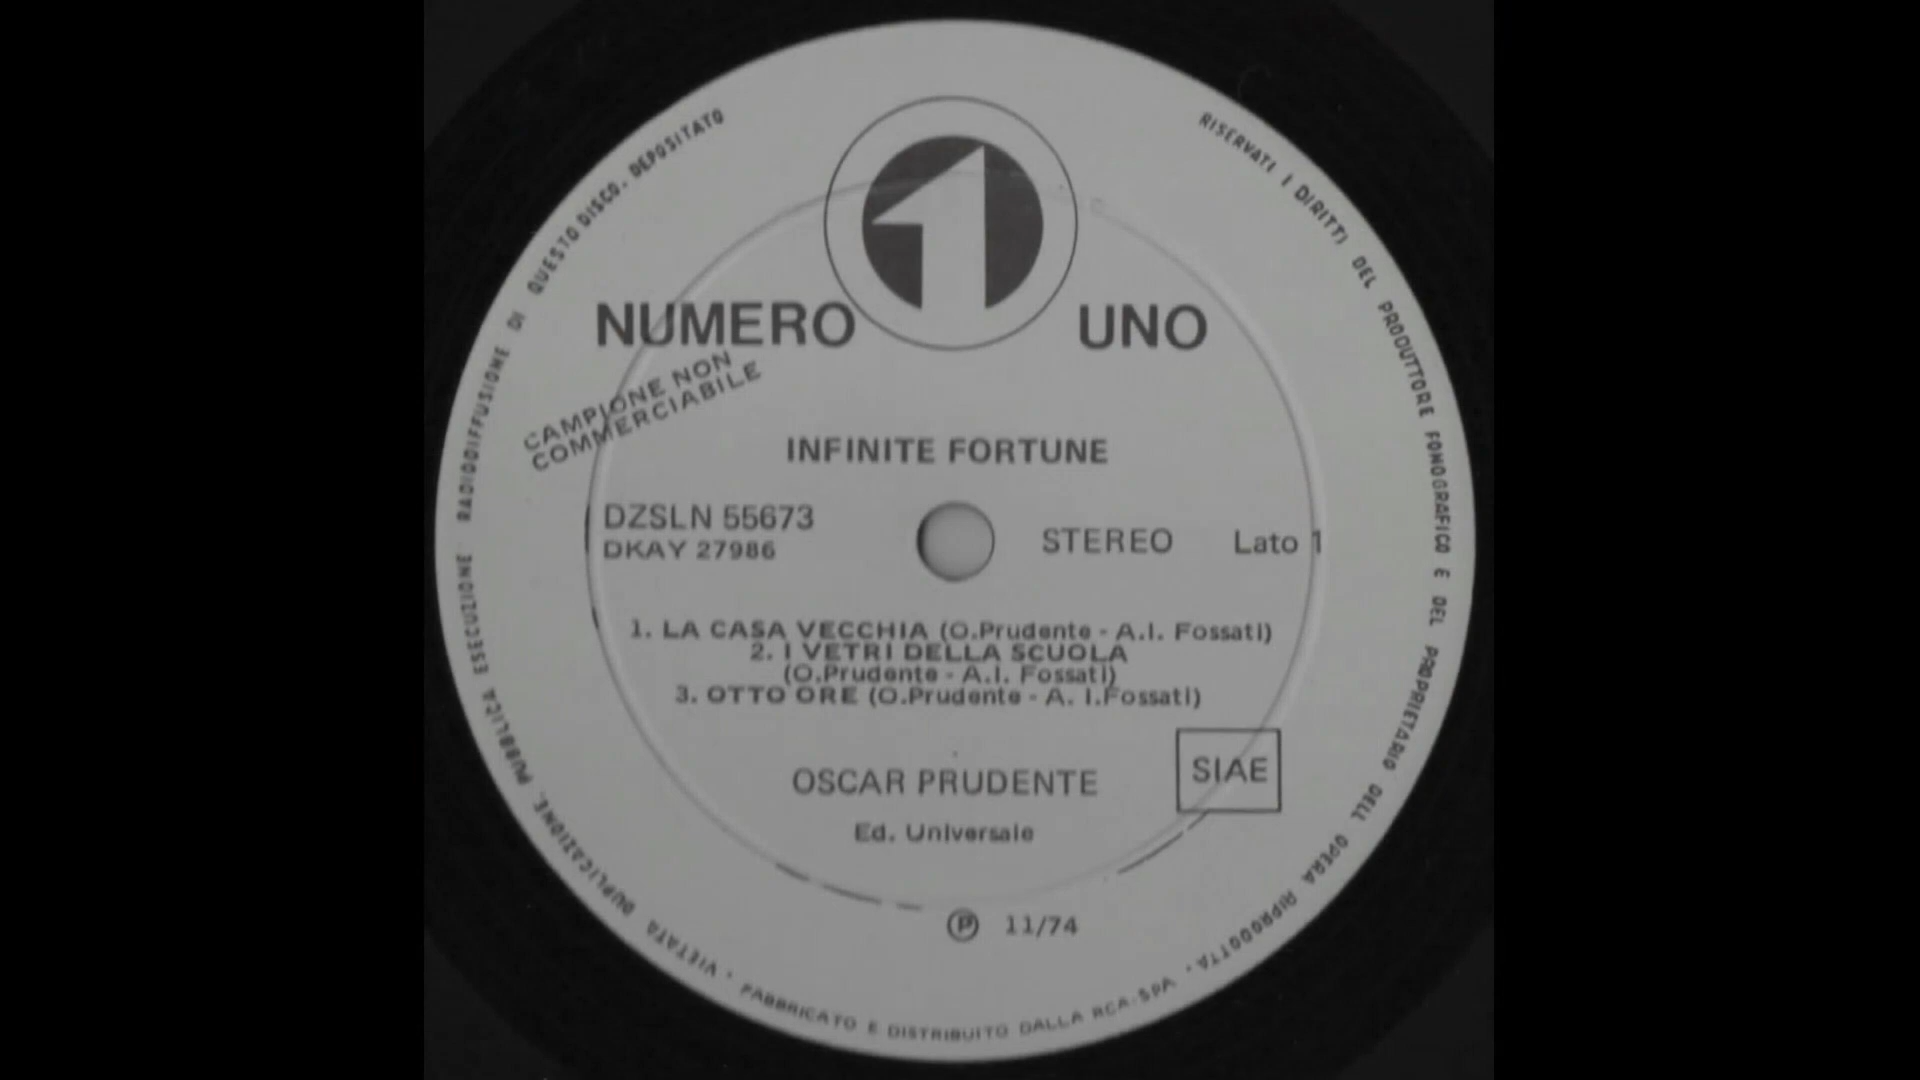 RISERVATI I DIRITTI DEL PRODUTTORE FONOGRAFICO E DEL PROPRIETARIO DELL OPERA RIPRODOTTA. VIETATA DUPLICAZIONE. PUBBLICA ESECUZIONE RADIODIFFUSIONE DI QUESTO DISCO. DEPOSITATO
1
NUMERO UNO
CAMPIONE NON
COMMERCIABILE
INFINITE FORTUNE
DZSLN 55673
DKAY 27986
STEREO Lato 1
1. LA CASA VECCHIA (O.Prudente - A.I. Fossati)
2. I VETRI DELLA SCUOLA
(O.Prudente - A.I. Fossati)
3. OTTO ORE (O.Prudente - A. I.Fossati)
SIAE
OSCAR PRUDENTE
Ed. Universale
℗ 11/74
FABBRICATO E DISTRIBUITO DALLA RCA-SPA